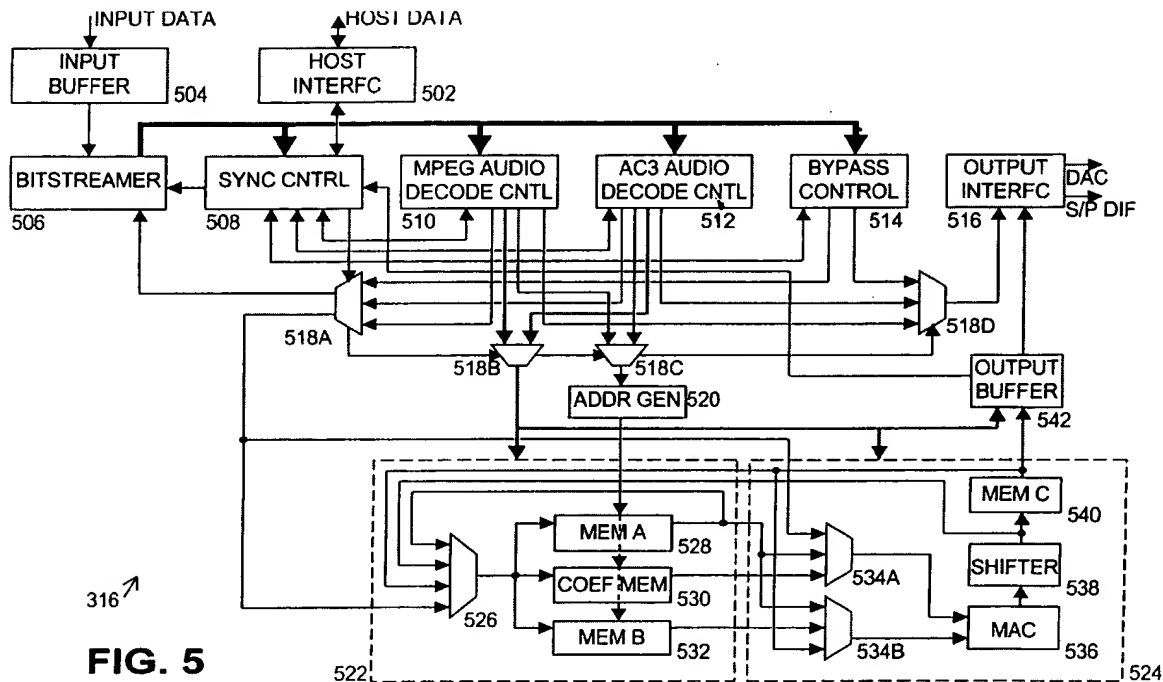 INPUT DATA
HOST DATA
INPUT BUFFER
504
HOST INTERFC
502
BITSTREAMER
506
SYNC CNTRL
508
MPEG AUDIO DECODE CNTL
510
AC3 AUDIO DECODE CNTL
512
BYPASS CONTROL
514
OUTPUT INTERFC
516
DAC
S/P DIF
518A
518B
518C
518D
ADDR GEN
520
OUTPUT BUFFER
542
MEM A
528
COEF MEM
530
MEM B
532
526
534A
534B
MEM C
540
SHIFTER
538
MAC
536
316
522
524
FIG. 5